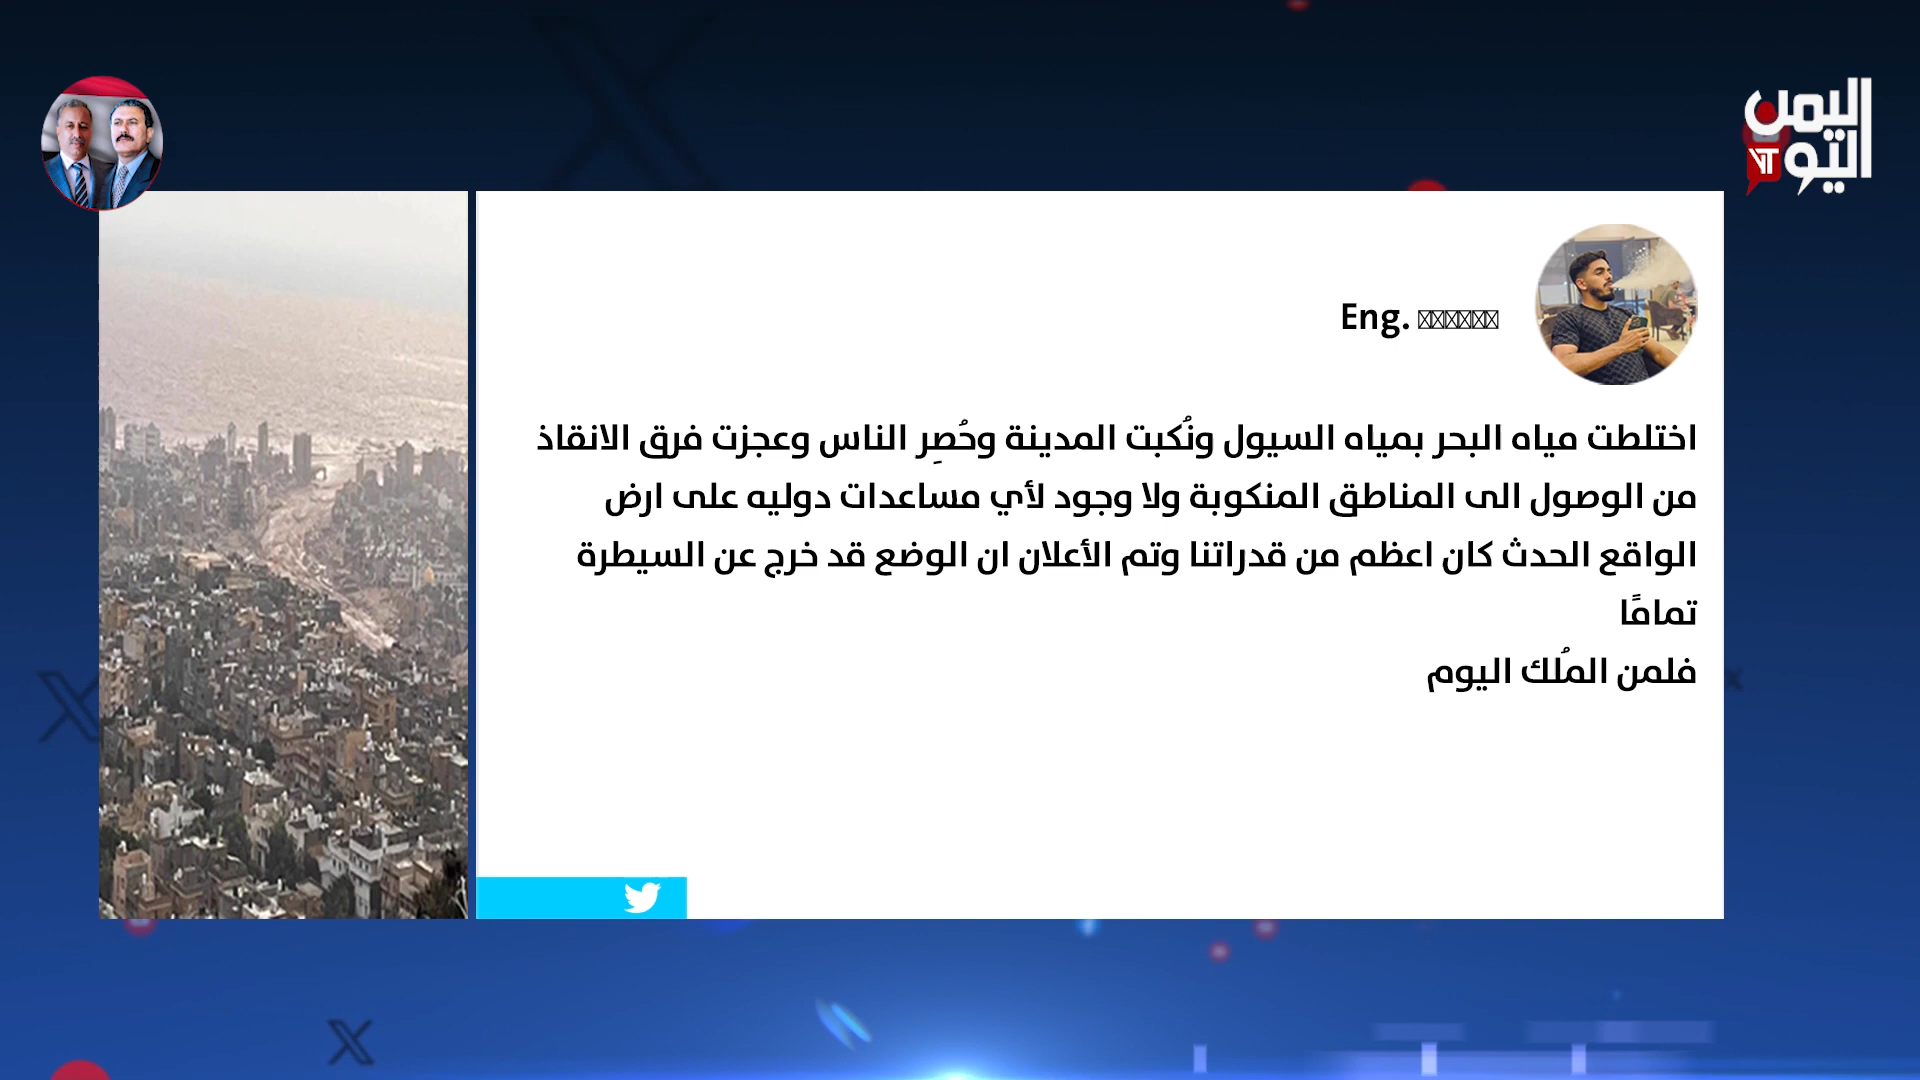 اليمن
اليوم
YT
Eng.
اختلطت مياه البحر بمياه السيول ونُكبت المدينة وحُصِر الناس وعجزت فرق الانقاذ
من الوصول الى المناطق المنكوبة ولا وجود لأي مساعدات دوليه على ارض
الواقع الحدث كان اعظم من قدراتنا وتم الأعلان ان الوضع قد خرج عن السيطرة
تمامًا
فلمن المُلك اليوم